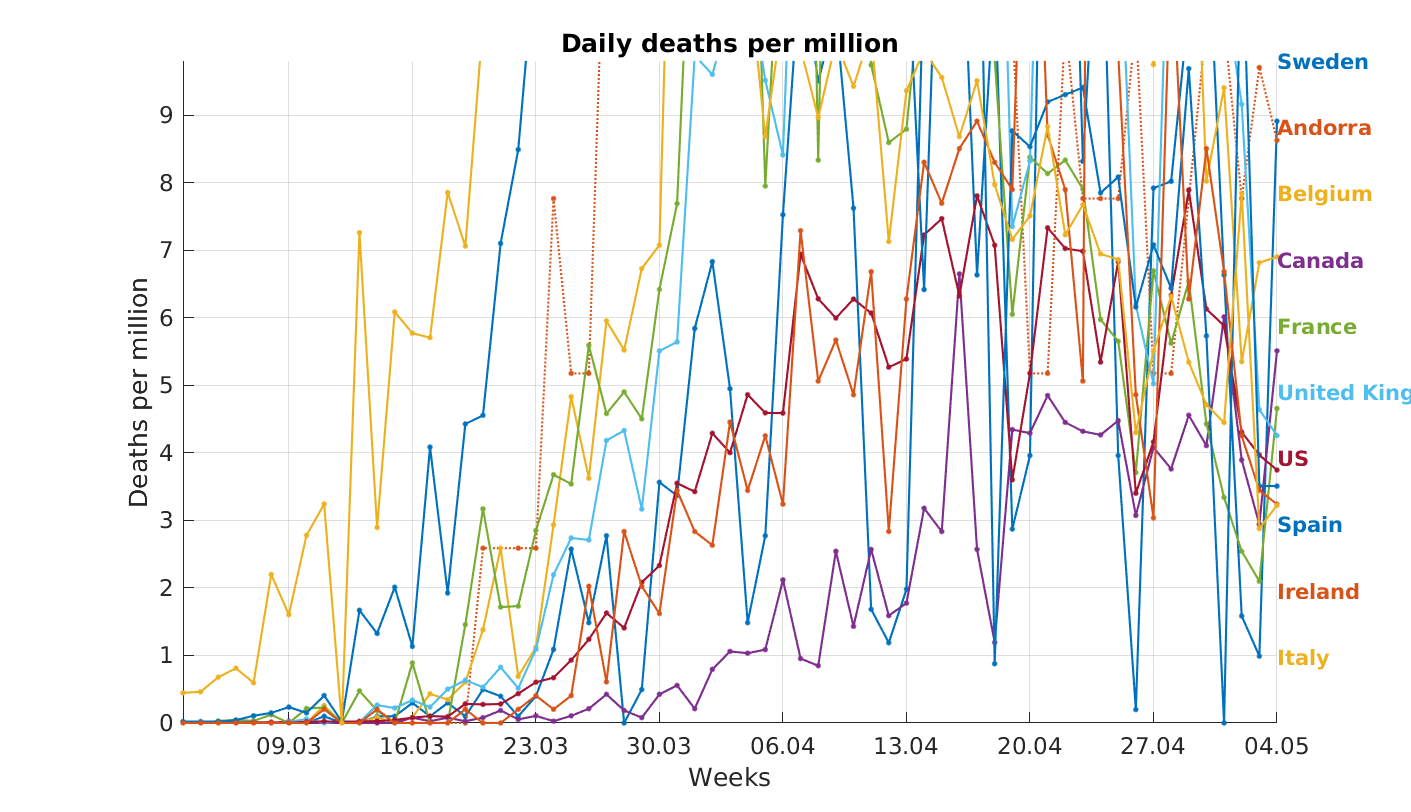 Daily deaths per million
Deaths per million
9
8
7
6
5
4
3
2
1
0
09.03 16.03 23.03 30.03 06.04 13.04 20.04 27.04 04.05
Weeks
Sweden
Andorra
Belgium
Canada
France
United King
US
Spain
Ireland
Italy